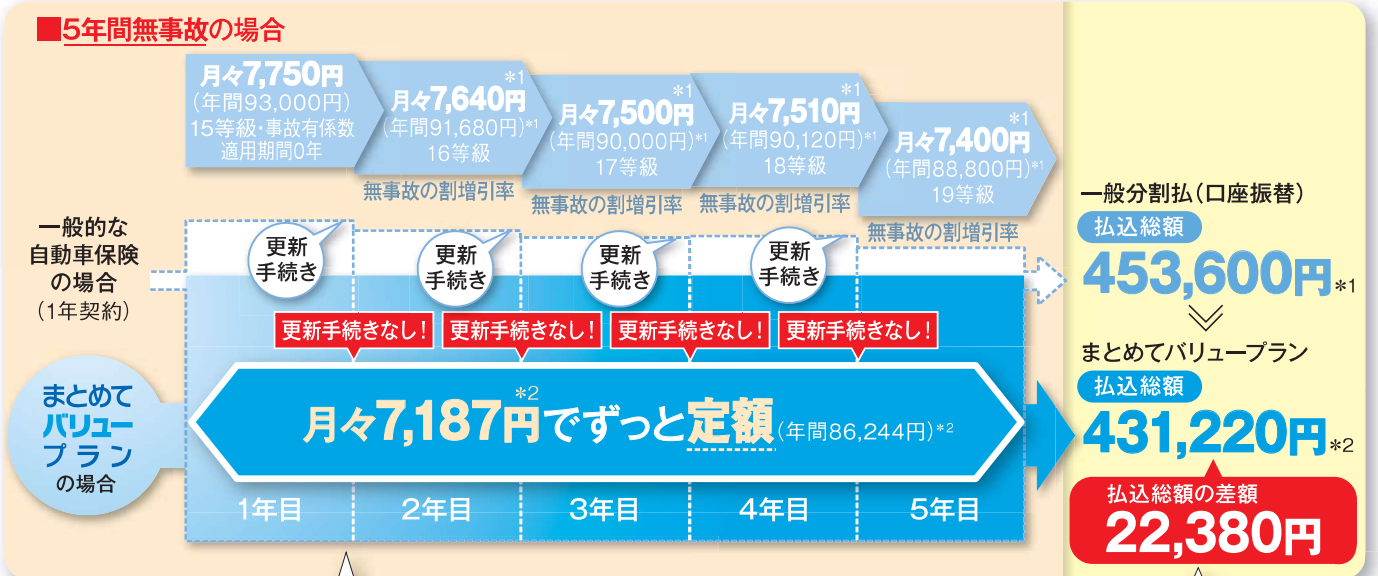 ■5年間無事故の場合
月々7,750円
(年間93,000円)
15等級・事故有係数
適用期間0年
*1
月々7,640円
(年間91,680円)*1
16等級
無事故の割増引率
*1
月々7,500円
(年間90,000円)*1
17等級
無事故の割増引率
*1
月々7,510円
(年間90,120円)*1
18等級
無事故の割増引率
*1
月々7,400円
(年間88,800円)*1
19等級
無事故の割増引率
一般的な
自動車保険
の場合
(1年契約)
更新
手続き
更新
手続き
更新
手続き
更新
手続き
更新手続きなし!
更新手続きなし!
更新手続きなし!
更新手続きなし!
まとめて
バリュー
プラン
の場合
月々7,187円*2でずっと定額(年間86,244円)*2
1年目
2年目
3年目
4年目
5年目
一般分割払(口座振替)
払込総額
453,600円*1
まとめてバリュープラン
払込総額
431,220円*2
払込総額の差額
22,380円